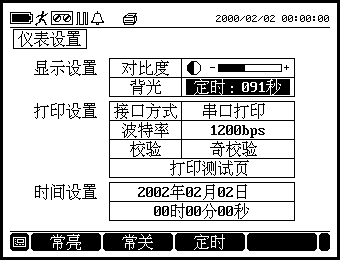 2000/02/02 00:00:00
仪表设置
显示设置 对比度 - +
背光 定时：091秒
打印设置 接口方式 串口打印
波特率 1200bps
校验 奇校验
打印测试页
时间设置 2002年02月02日
00时00分00秒
常亮 常关 定时